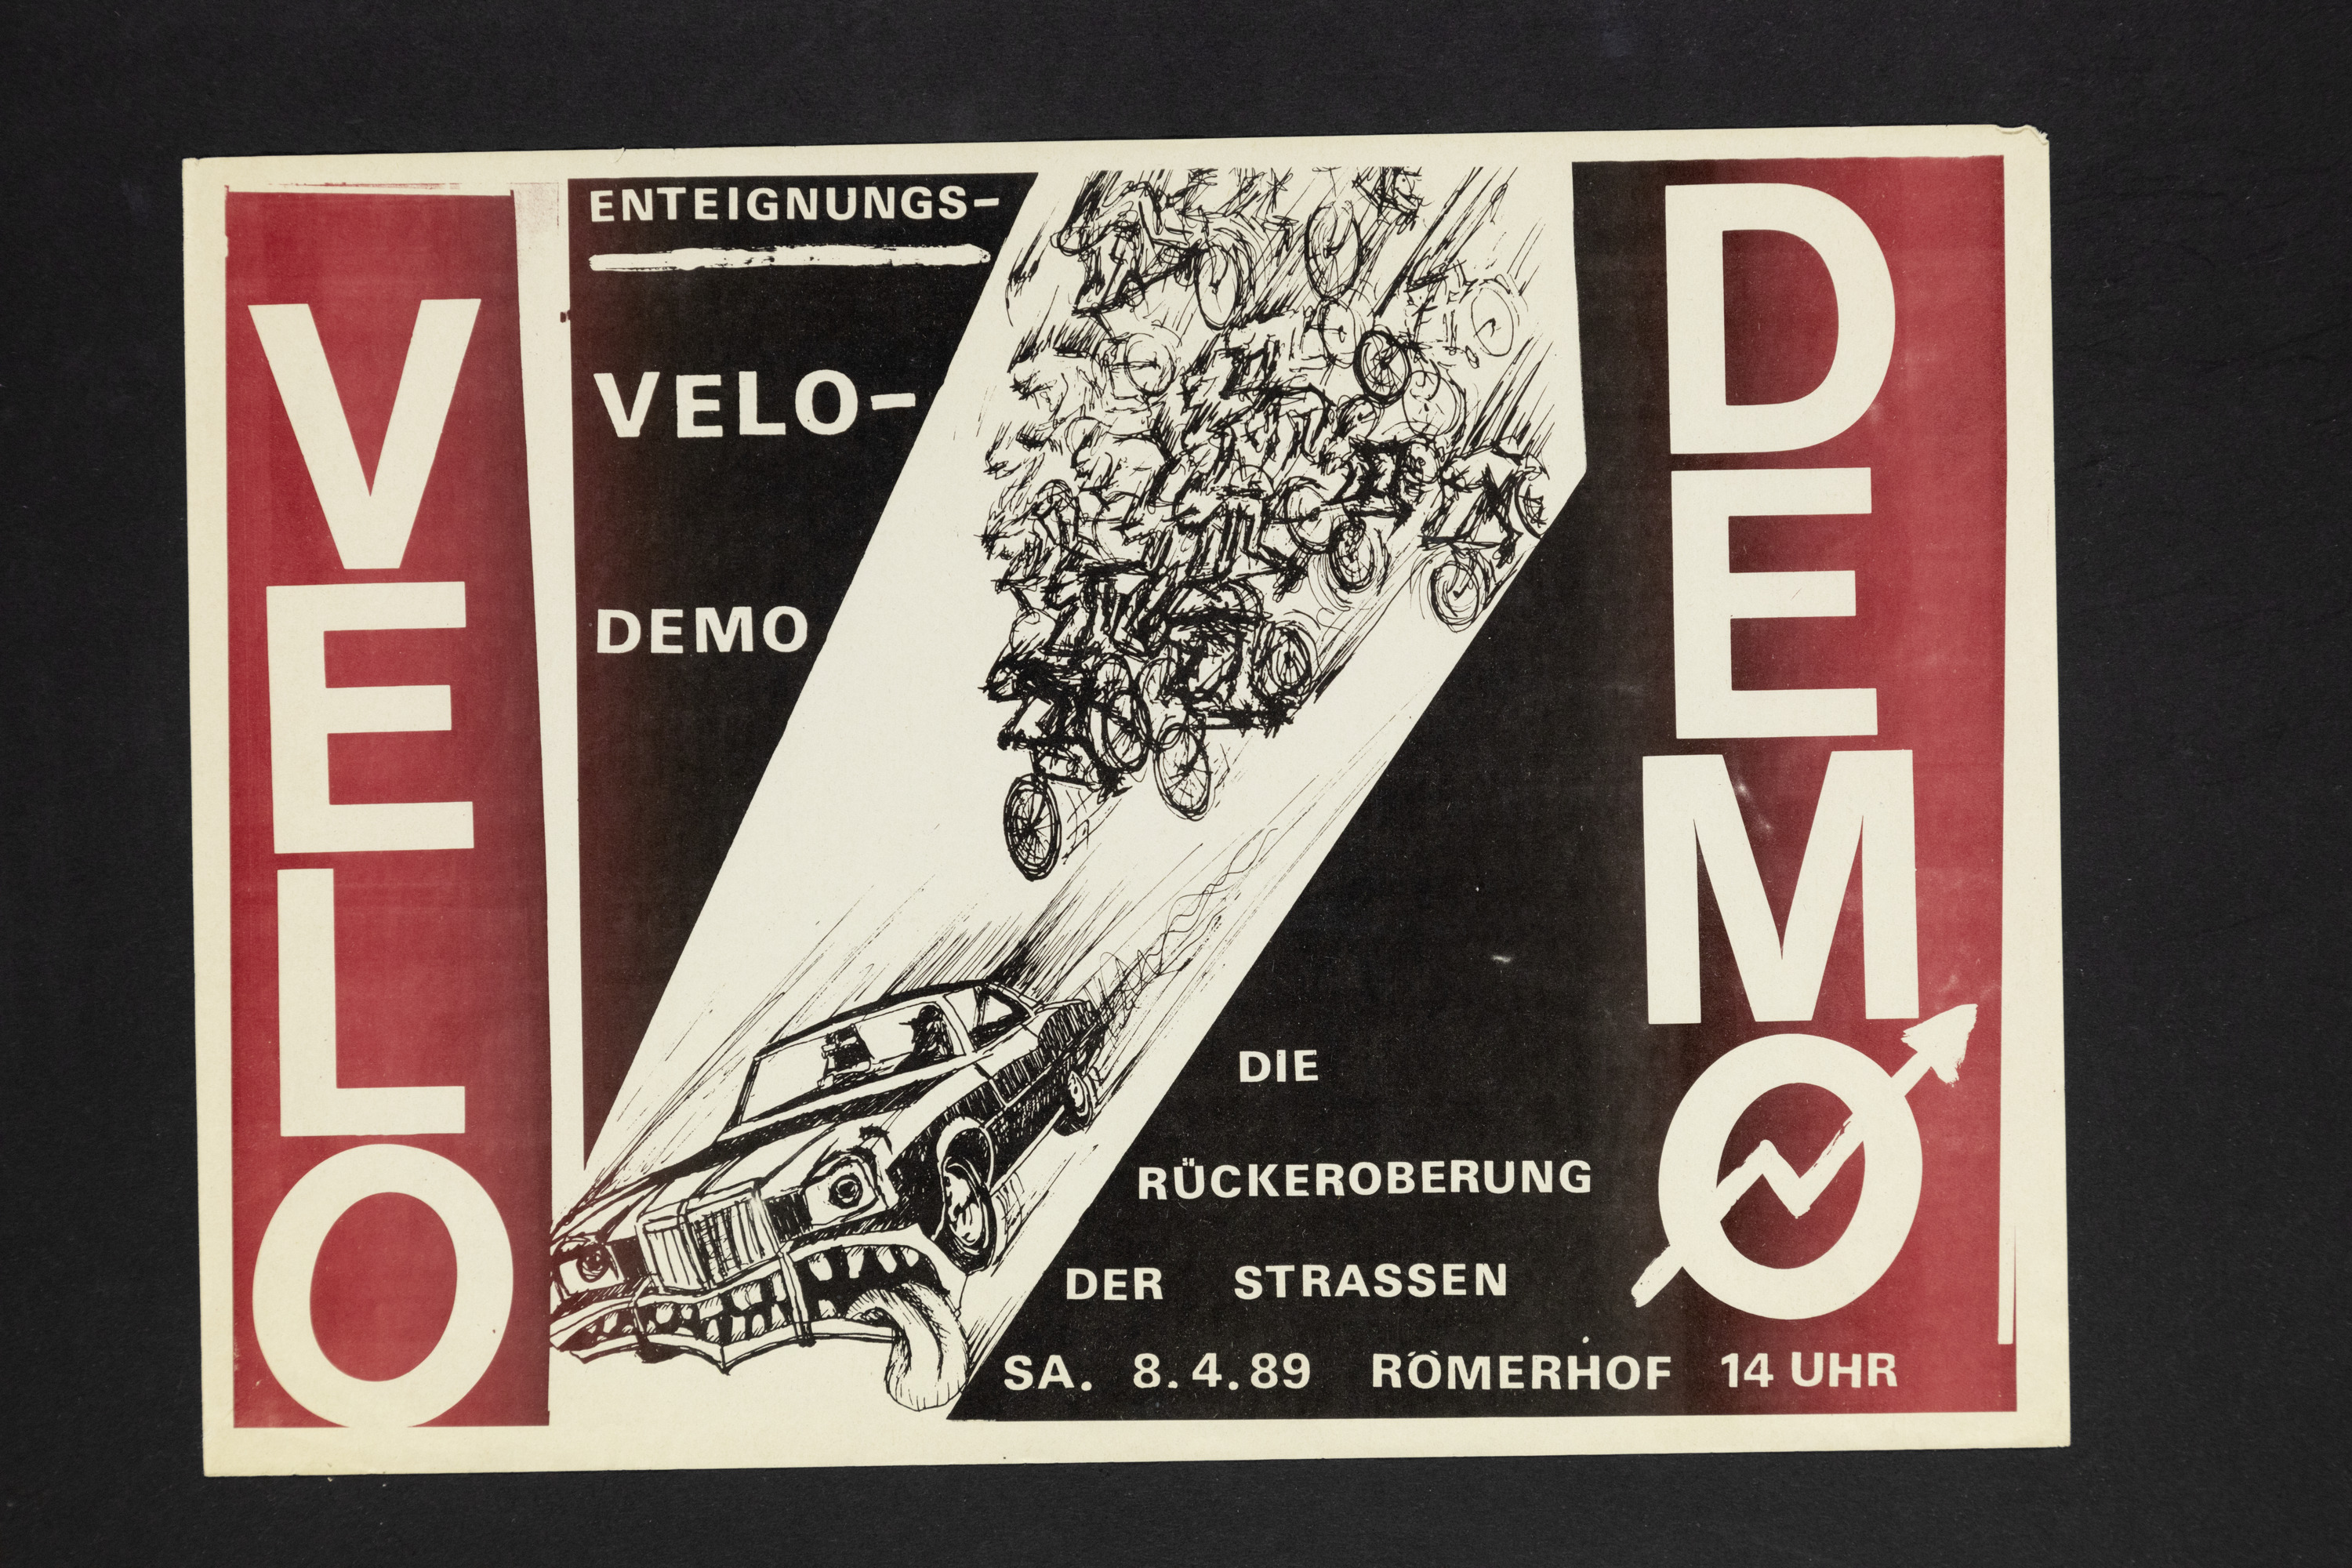 VELO
ENTEIGNUNGS-
VELO-
DEMO
DIE
RÜCKEROBERUNG
DER STRASSEN
SA. 8.4.89 RÖMERHOF 14 UHR
DEMO